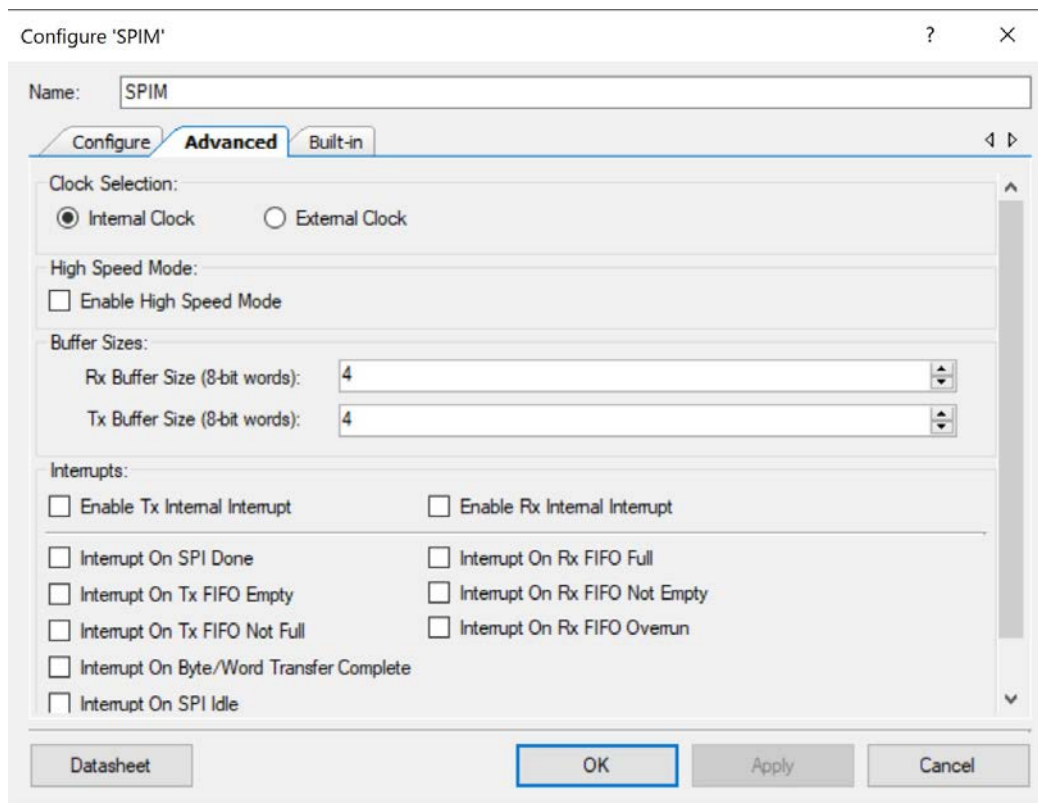 Configure 'SPIM'
? ×
Name: SPIM
Configure Advanced Built-in
Clock Selection:
Internal Clock External Clock
High Speed Mode:
Enable High Speed Mode
Buffer Sizes:
Rx Buffer Size (8-bit words): 4
Tx Buffer Size (8-bit words): 4
Interrupts:
Enable Tx Internal Interrupt Enable Rx Internal Interrupt
Interrupt On SPI Done Interrupt On Rx FIFO Full
Interrupt On Tx FIFO Empty Interrupt On Rx FIFO Not Empty
Interrupt On Tx FIFO Not Full Interrupt On Rx FIFO Overrun
Interrupt On Byte/Word Transfer Complete
Interrupt On SPI Idle
Datasheet OK Apply Cancel